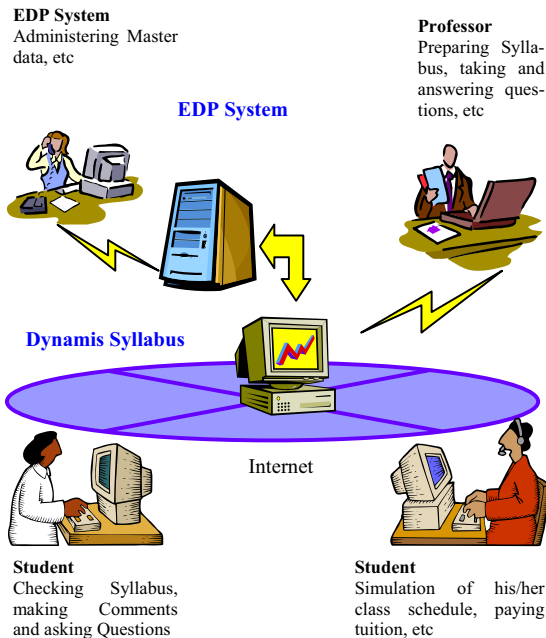 EDP System
Administering Master
data, etc
Professor
Preparing Sylla-
bus, taking and
answering ques-
tions, etc
EDP System
Dynamis Syllabus
Internet
Student
Checking Syllabus,
making Comments
and asking Questions
Student
Simulation of his/her
class schedule, paying
tuition, etc